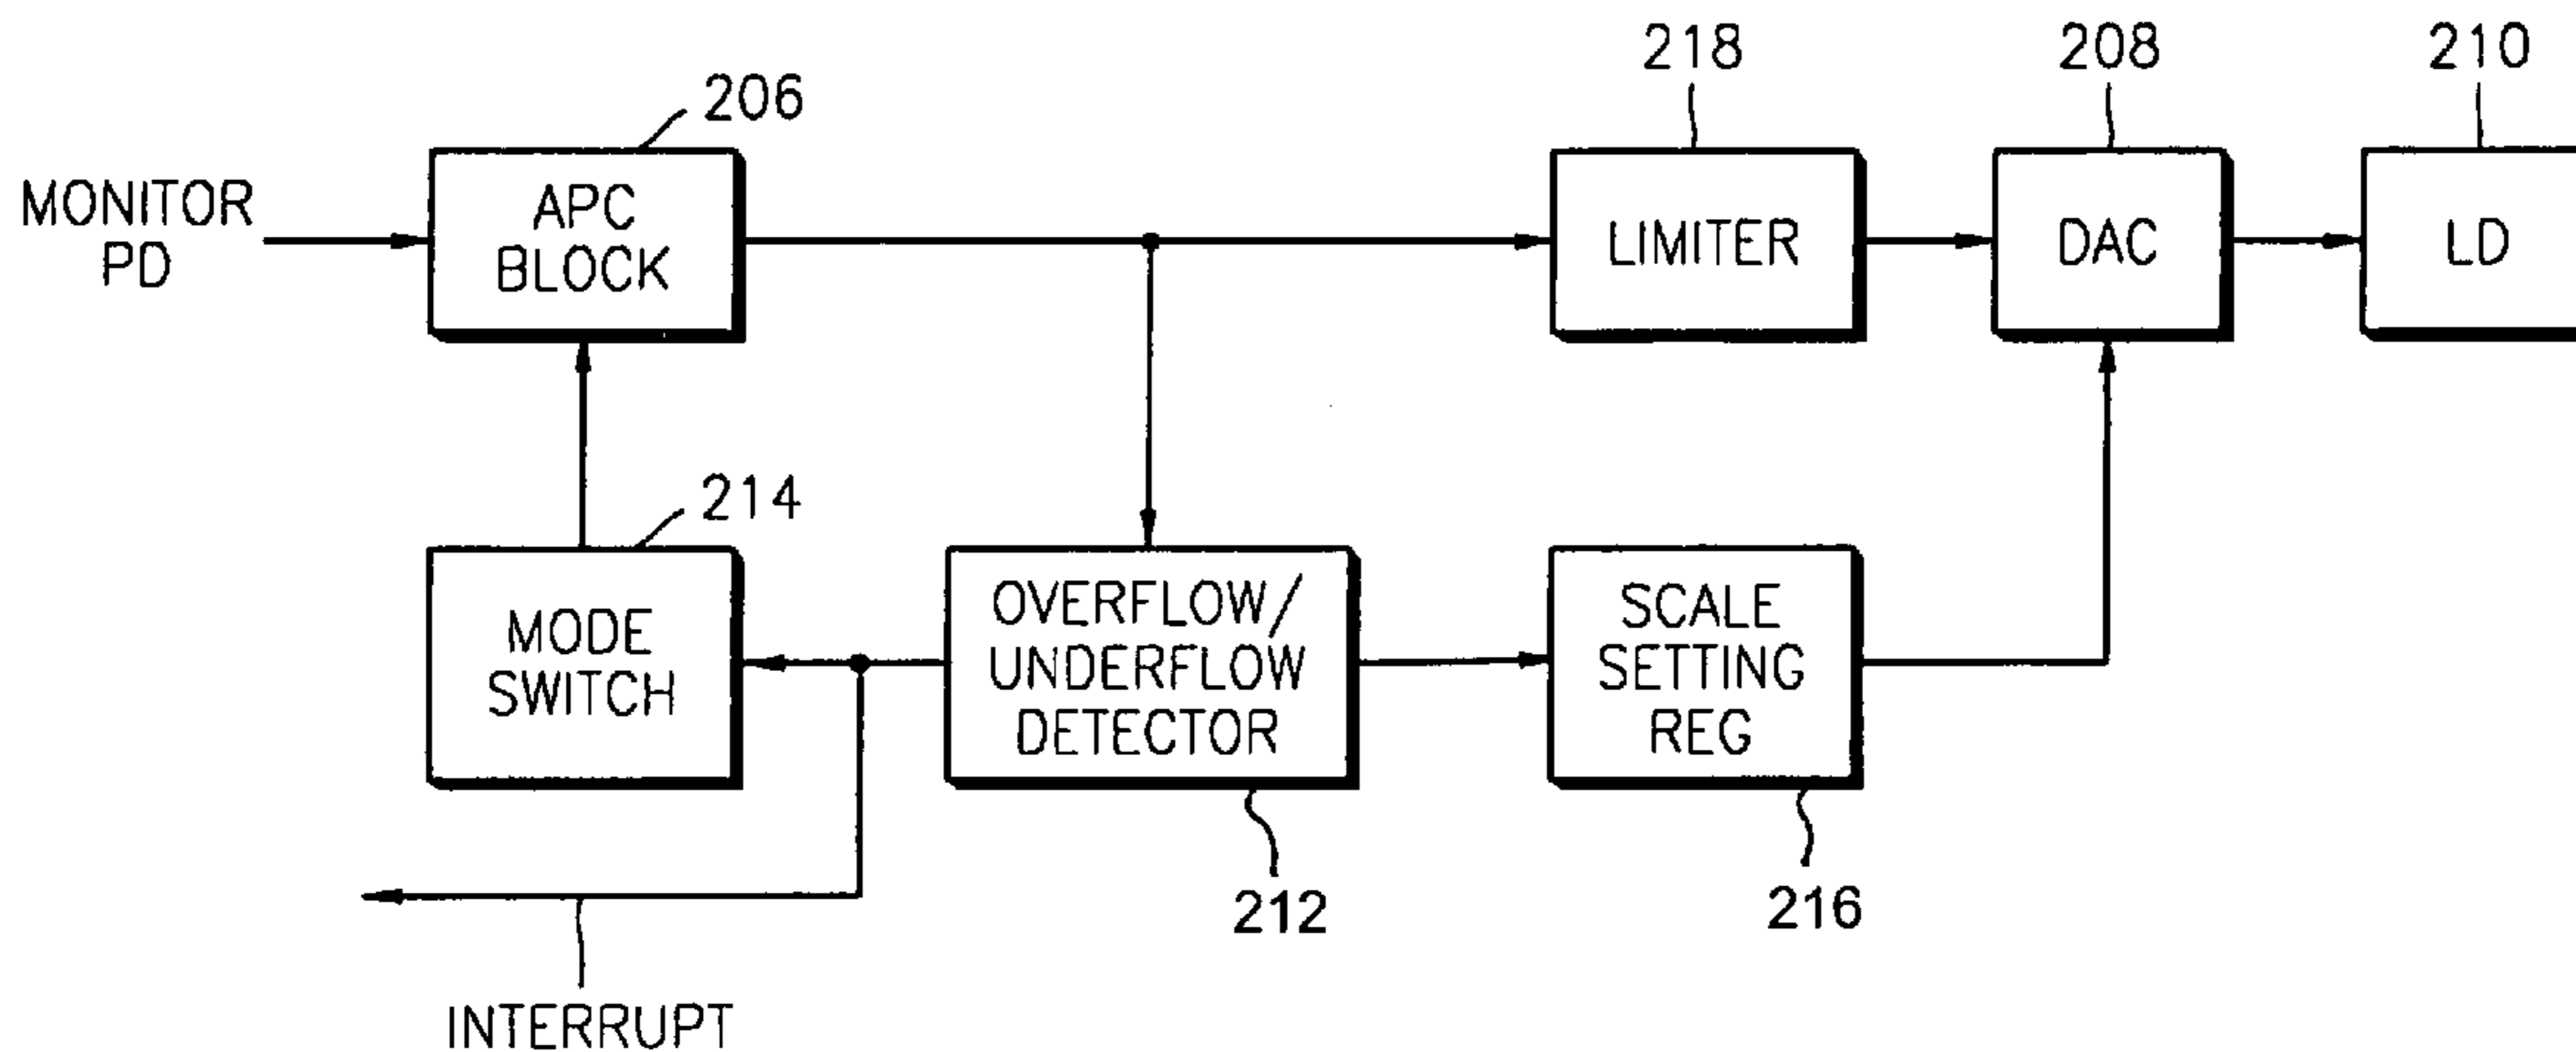 218
208
210
206
MONITOR
PD
APC
BLOCK
LIMITER
DAC
LD
214
MODE
SWITCH
OVERFLOW/
UNDERFLOW
DETECTOR
SCALE
SETTING
REG
212
216
INTERRUPT